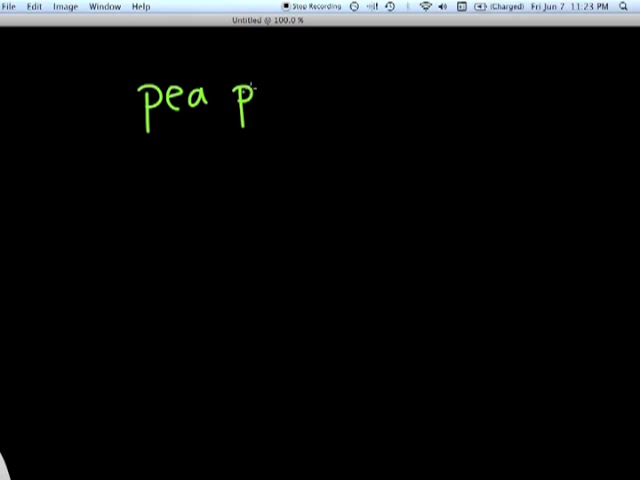 File Edit Image Window Help Stop Recording (Charged) Fri Jun 7 11:23 PM
Untitled @ 100.0 %
pea p